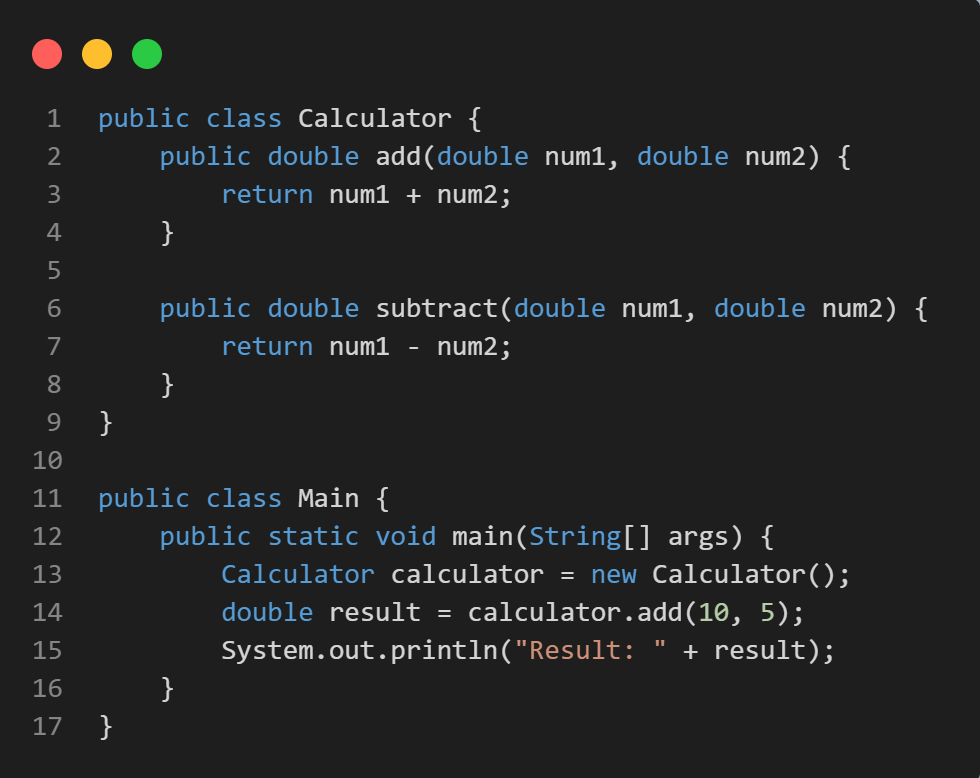 1 public class Calculator {
2     public double add(double num1, double num2) {
3         return num1 + num2;
4     }
5
6     public double subtract(double num1, double num2) {
7         return num1 - num2;
8     }
9 }
10
11 public class Main {
12     public static void main(String[] args) {
13         Calculator calculator = new Calculator();
14         double result = calculator.add(10, 5);
15         System.out.println("Result: " + result);
16     }
17 }